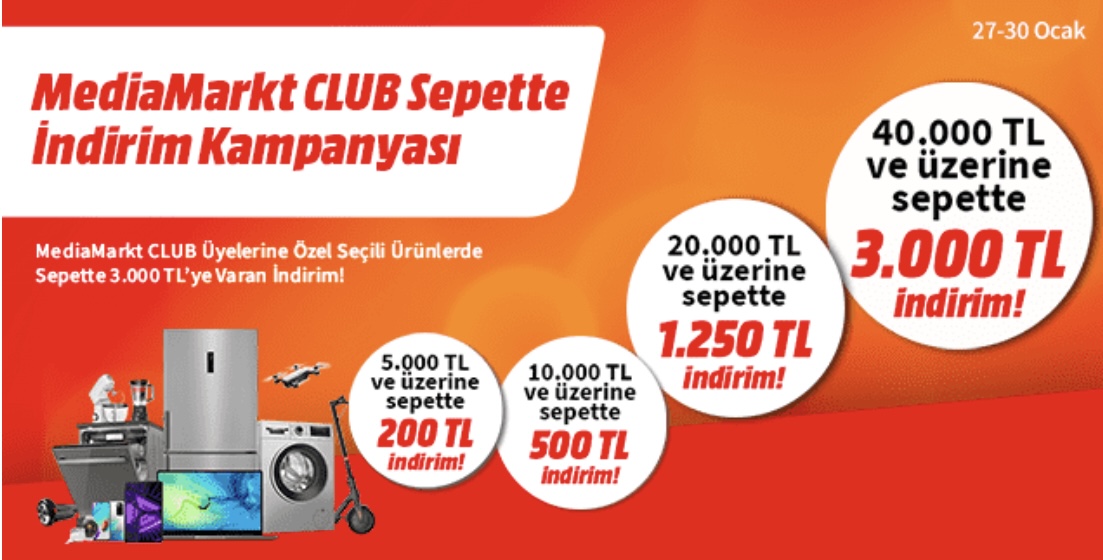 27-30 Ocak
MediaMarkt CLUB Sepette
İndirim Kampanyası
MediaMarkt CLUB Üyelerine Özel Seçili Ürünlerde
Sepette 3.000 TL'ye Varan İndirim!
5.000 TL
ve üzerine
sepette
200 TL
indirim!
10.000 TL
ve üzerine
sepette
500 TL
indirim!
20.000 TL
ve üzerine
sepette
1.250 TL
indirim!
40.000 TL
ve üzerine
sepette
3.000 TL
indirim!